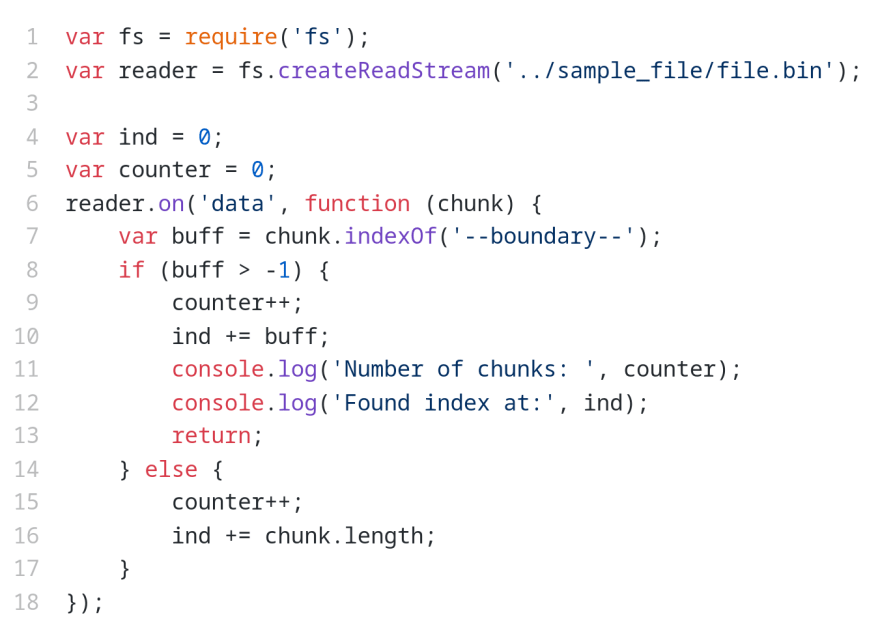 1 var fs = require('fs');
2 var reader = fs.createReadStream('../sample_file/file.bin');
3
4 var ind = 0;
5 var counter = 0;
6 reader.on('data', function (chunk) {
7     var buff = chunk.indexOf('--boundary--');
8     if (buff > -1) {
9         counter++;
10         ind += buff;
11         console.log('Number of chunks: ', counter);
12         console.log('Found index at:', ind);
13         return;
14     } else {
15         counter++;
16         ind += chunk.length;
17     }
18 });